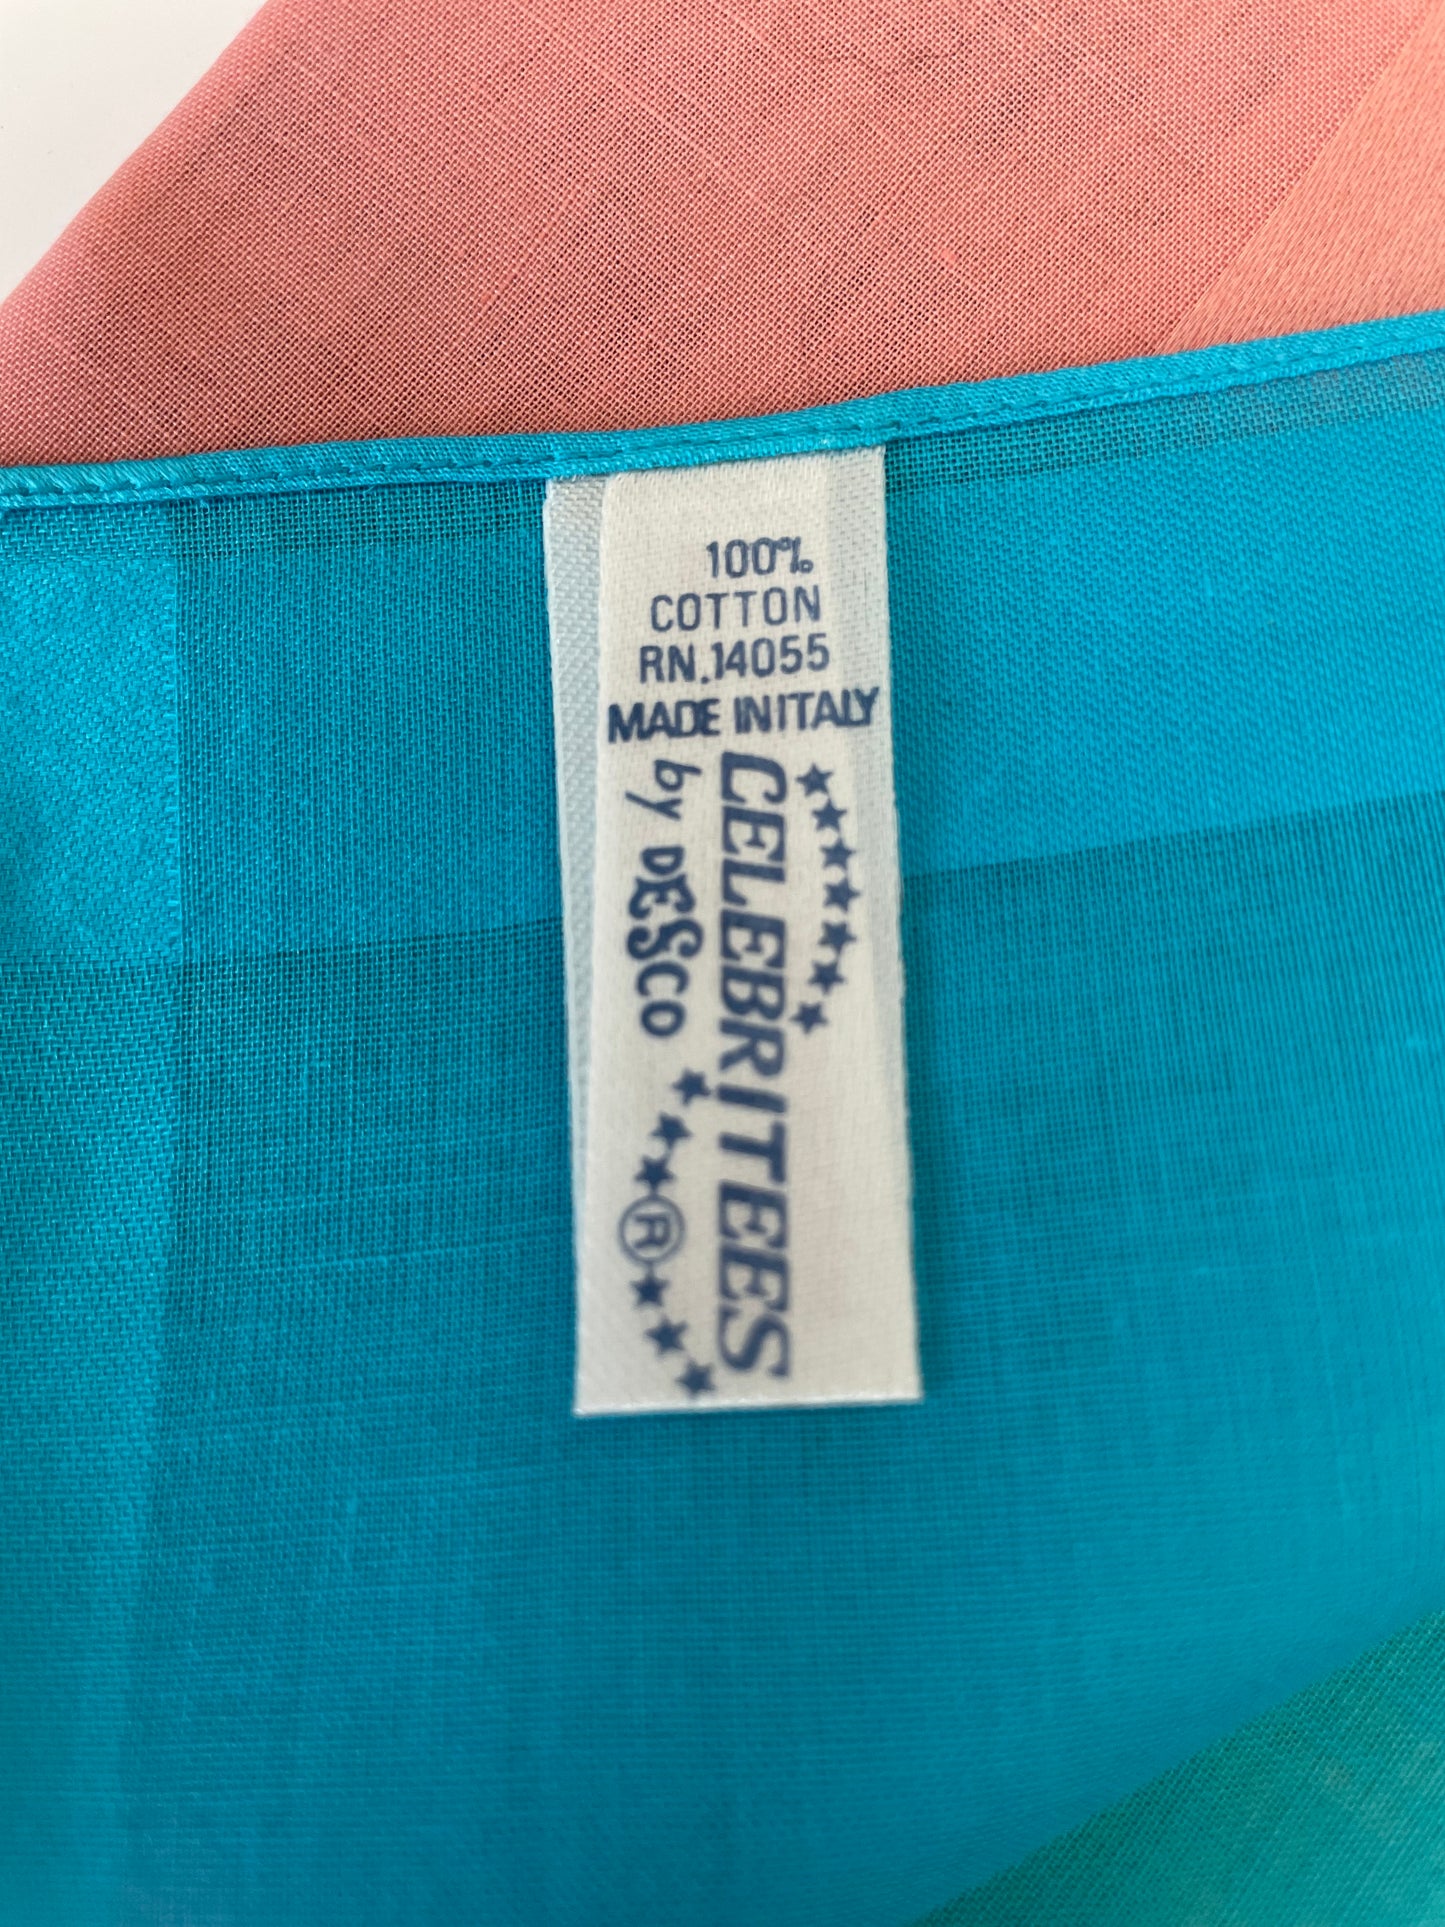 100%
COTTON
RN.14055
MADE IN ITALY
CELEBRITEES
by DESCO
®